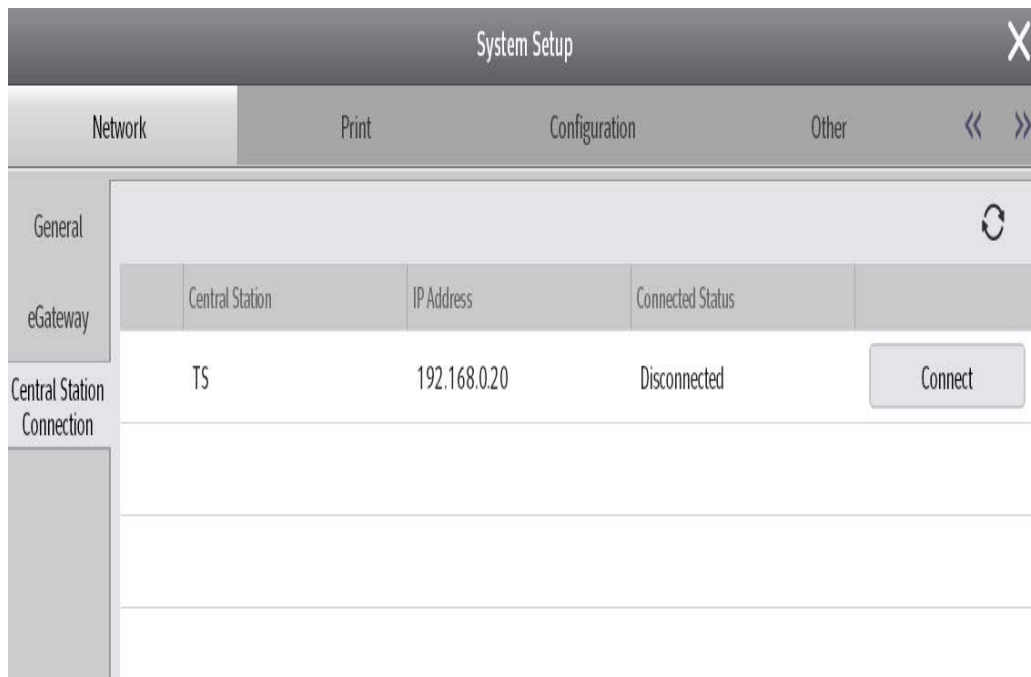 System Setup X
Network Print Configuration Other « »
General
eGateway
Central Station
Connection
Central Station IP Address Connected Status
TS 192.168.0.20 Disconnected Connect